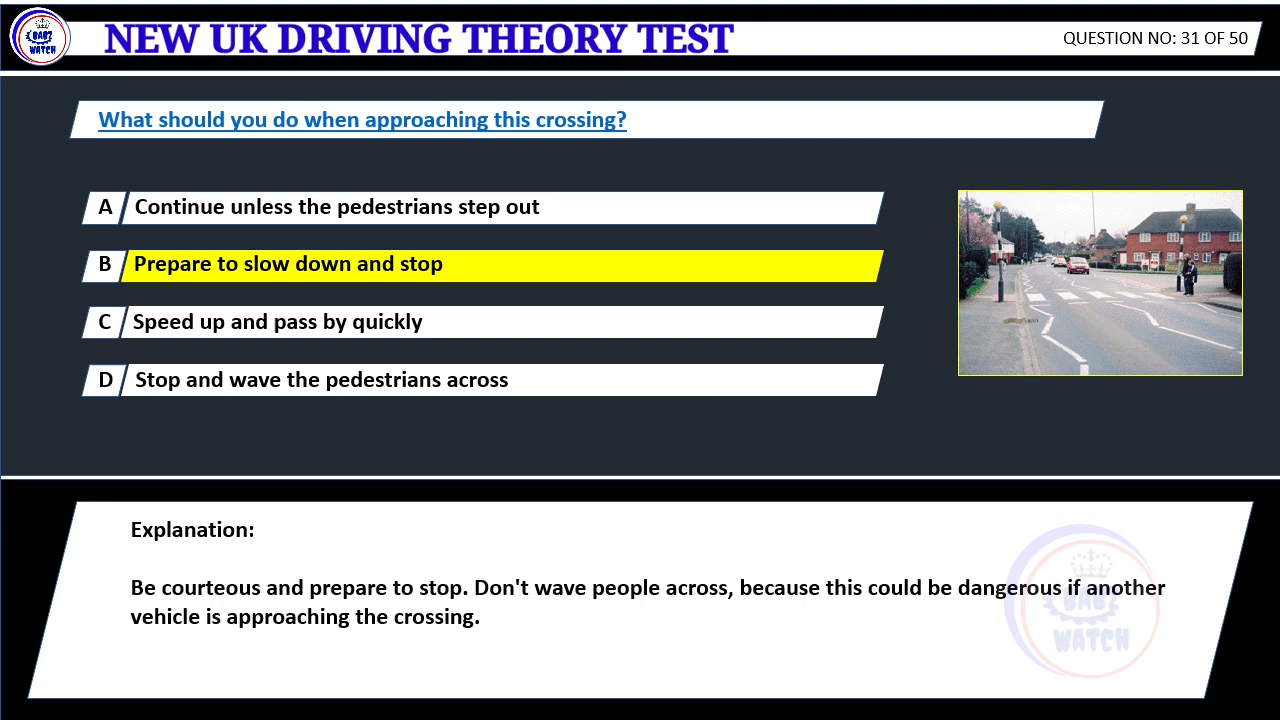 BABZ
WATCH
NEW UK DRIVING THEORY TEST
QUESTION NO: 31 OF 50
What should you do when approaching this crossing?
A Continue unless the pedestrians step out
B Prepare to slow down and stop
C Speed up and pass by quickly
D Stop and wave the pedestrians across
Explanation:
Be courteous and prepare to stop. Don't wave people across, because this could be dangerous if another
vehicle is approaching the crossing.
BABZ
WATCH